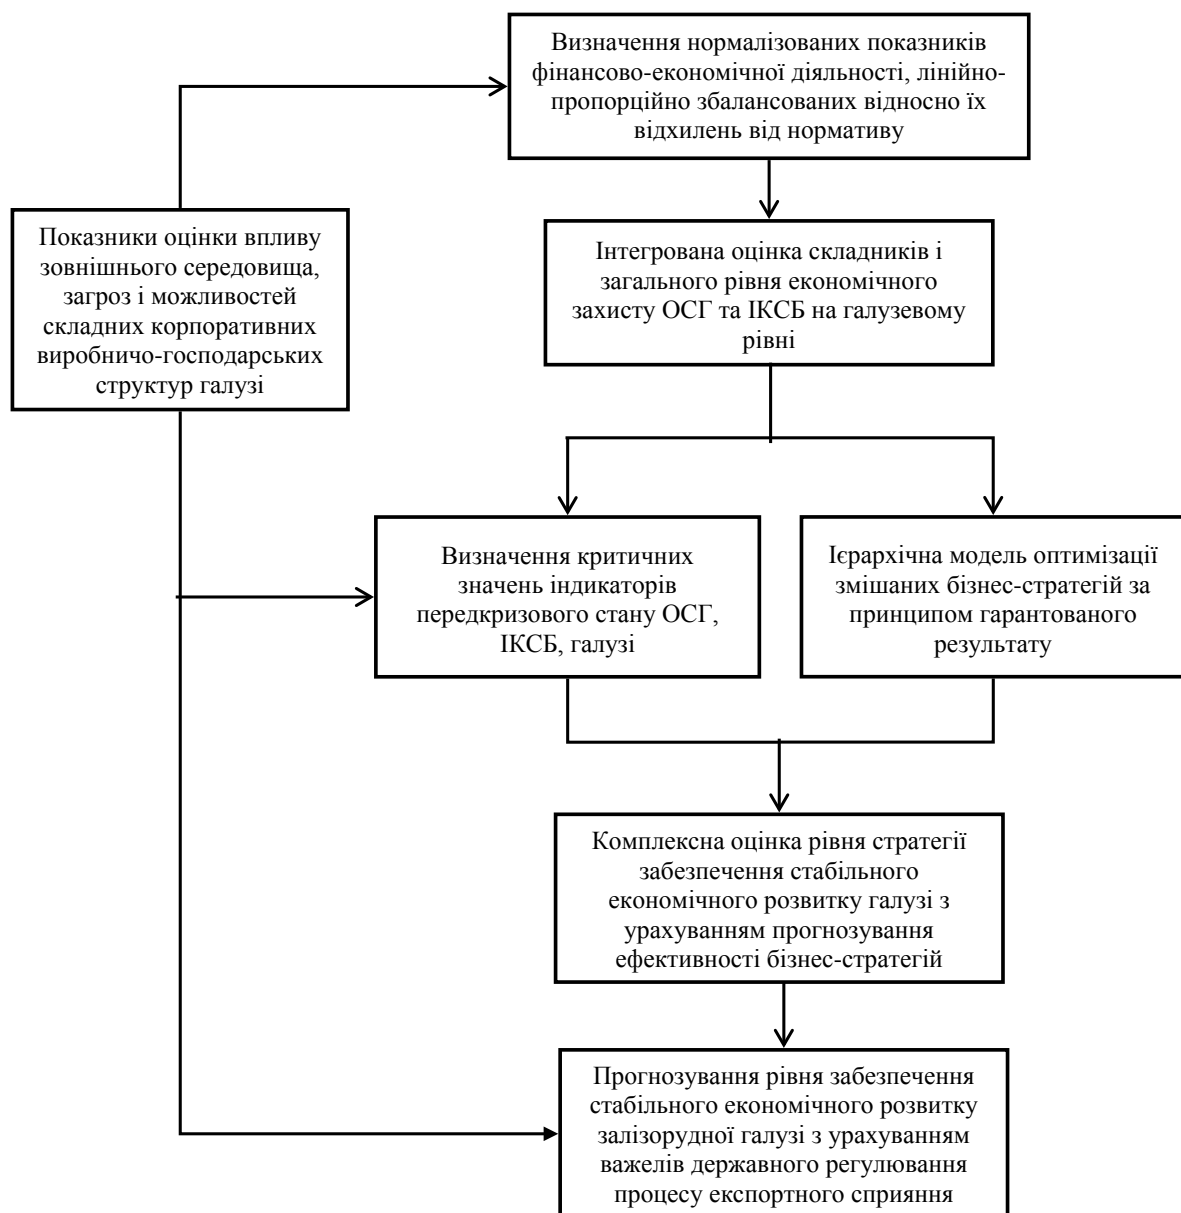 Визначення нормалізованих показників
фінансово-економічної діяльності, лінійно-
пропорційно збалансованих відносно їх
відхилень від нормативу
Показники оцінки впливу
зовнішнього середовища,
загроз і можливостей
складних корпоративних
виробничо-господарських
структур галузі
Інтегрована оцінка складників і
загального рівня економічного
захисту ОСГ та ІКСБ на галузевому
рівні
Визначення критичних
значень індикаторів
передкризового стану ОСГ,
ІКСБ, галузі
Ієрархічна модель оптимізації
змішаних бізнес-стратегій за
принципом гарантованого
результату
Комплексна оцінка рівня стратегії
забезпечення стабільного
економічного розвитку галузі з
урахуванням прогнозування
ефективності бізнес-стратегій
Прогнозування рівня забезпечення
стабільного економічного розвитку
залізорудної галузі з урахуванням
важелів державного регулювання
процесу експортного сприяння